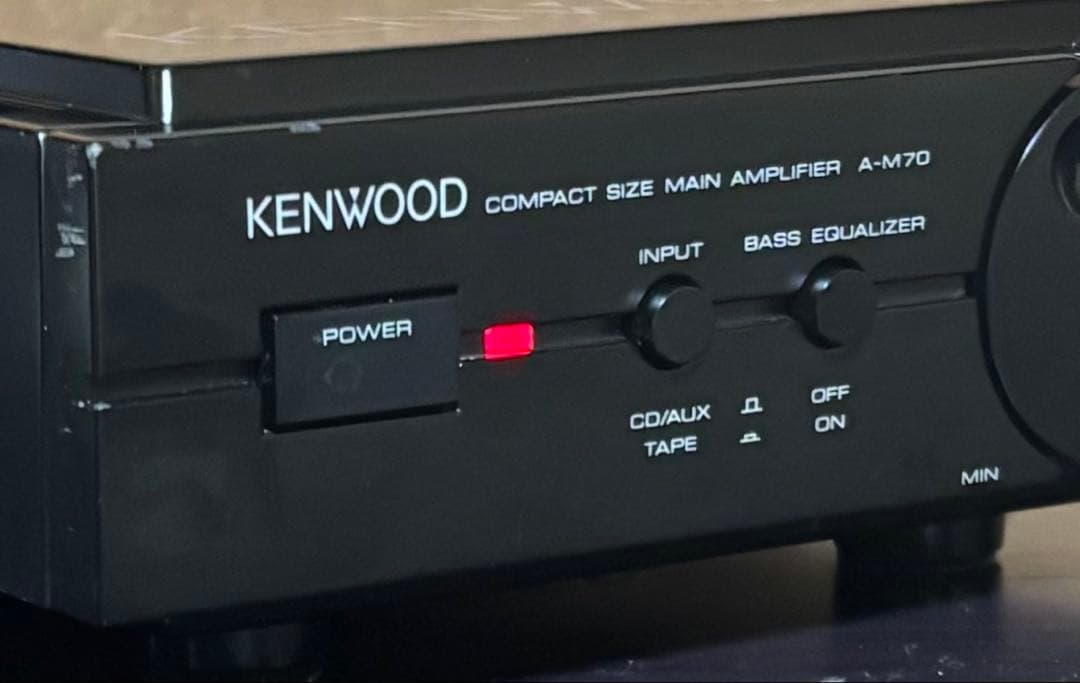 KENWOOD COMPACT SIZE MAIN AMPLIFIER A-M70
INPUT BASS EQUALIZER
POWER
CD/AUX OFF
TAPE ON
MIN